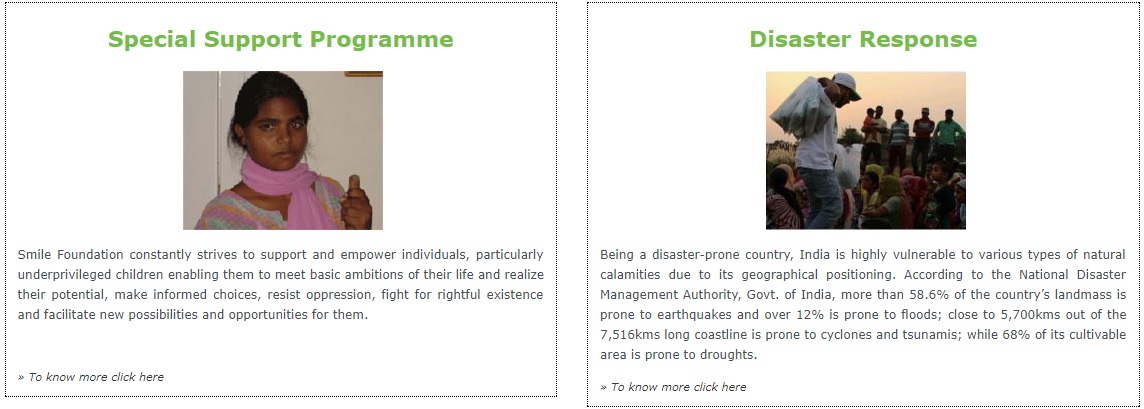 Special Support Programme
Smile Foundation constantly strives to support and empower individuals, particularly
underprivileged children enabling them to meet basic ambitions of their life and realize
their potential, make informed choices, resist oppression, fight for rightful existence
and facilitate new possibilities and opportunities for them.
» To know more click here
Disaster Response
Being a disaster-prone country, India is highly vulnerable to various types of natural
calamities due to its geographical positioning. According to the National Disaster
Management Authority, Govt. of India, more than 58.6% of the country’s landmass is
prone to earthquakes and over 12% is prone to floods; close to 5,700kms out of the
7,516kms long coastline is prone to cyclones and tsunamis; while 68% of its cultivable
area is prone to droughts.
» To know more click here